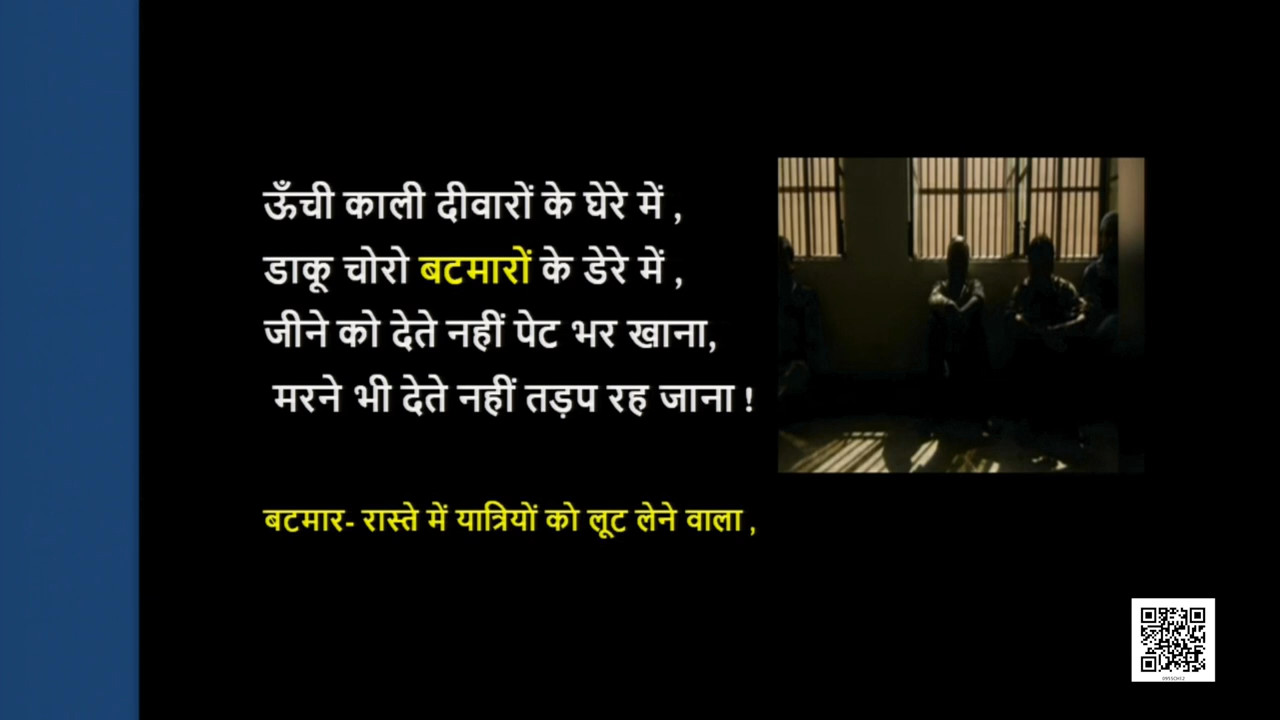 ऊँची काली दीवारों के घेरे में ,
डाकू चोरो बटमारों के डेरे में ,
जीने को देते नहीं पेट भर खाना,
मरने भी देते नहीं तड़प रह जाना !
बटमार- रास्ते में यात्रियों को लूट लेने वाला ,